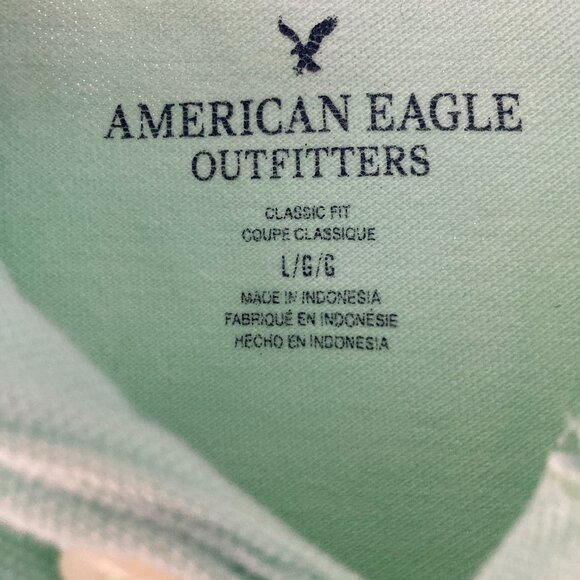 AMERICAN EAGLE
OUTFITTERS
CLASSIC FIT
COUPE CLASSIQUE
L/G/G
MADE IN INDONESIA
FABRIQUÉ EN INDONÉSIE
HECHO EN INDONESIA